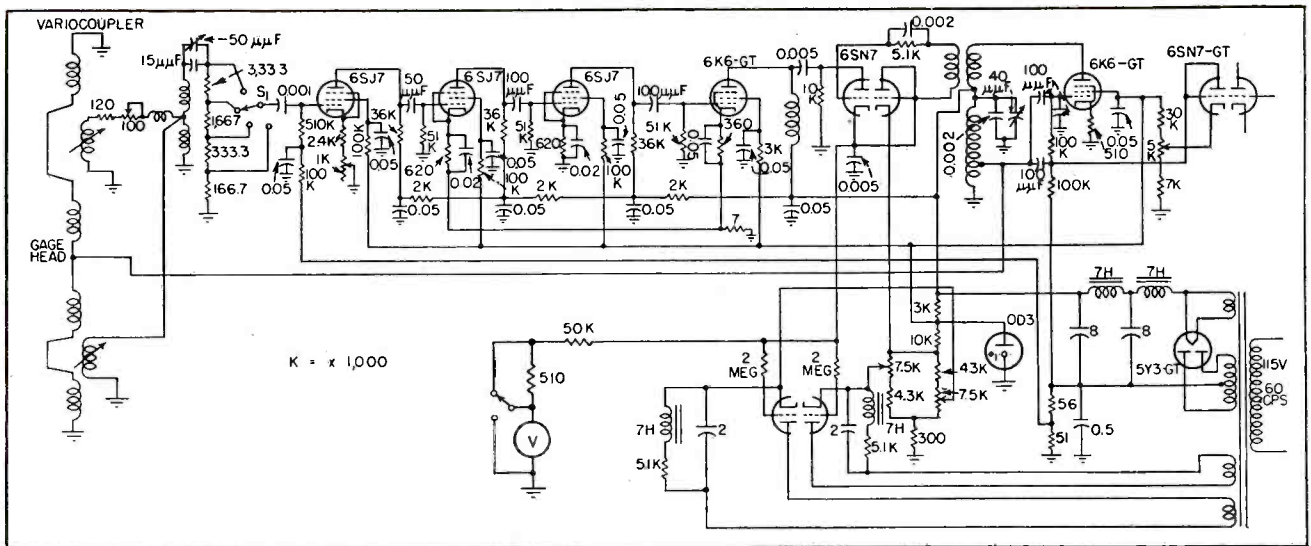 VARIOCOUPLER
-50 μμF
15μμF
3,333
S1
0.001
1667
333.3
166.7
120
100
GAGE
HEAD
6SJ7
510K
2.4K
1K
100K
0.05
100
K
0.05
36K
50
μμF
6SJ7
51
K
620
0.02
0.05
100
K
36
K
100
μμF
6SJ7
51
K
620
0.02
0.05
100
K
36K
2K
2K
2K
0.05
0.05
0.05
100μμF
6K6-GT
51K
500
360
3K
0.05
7
0.05
0.005
10
K
6SN7
0.005
0.002
5.1K
0.002
40
μμF
100
μμF
6K6-GT
100
K
510
0.05
100
μμF
100K
30
K
5K
7K
6SN7-GT
K = x 1,000
50K
510
V
2
MEG
2
MEG
7H
5.1K
2
2
7H
5.1K
7.5K
4.3K
300
3K
10K
43K
7.5K
OD3
7H
7H
8
8
5Y3-GT
56
51
0.5
115V
60
CPS